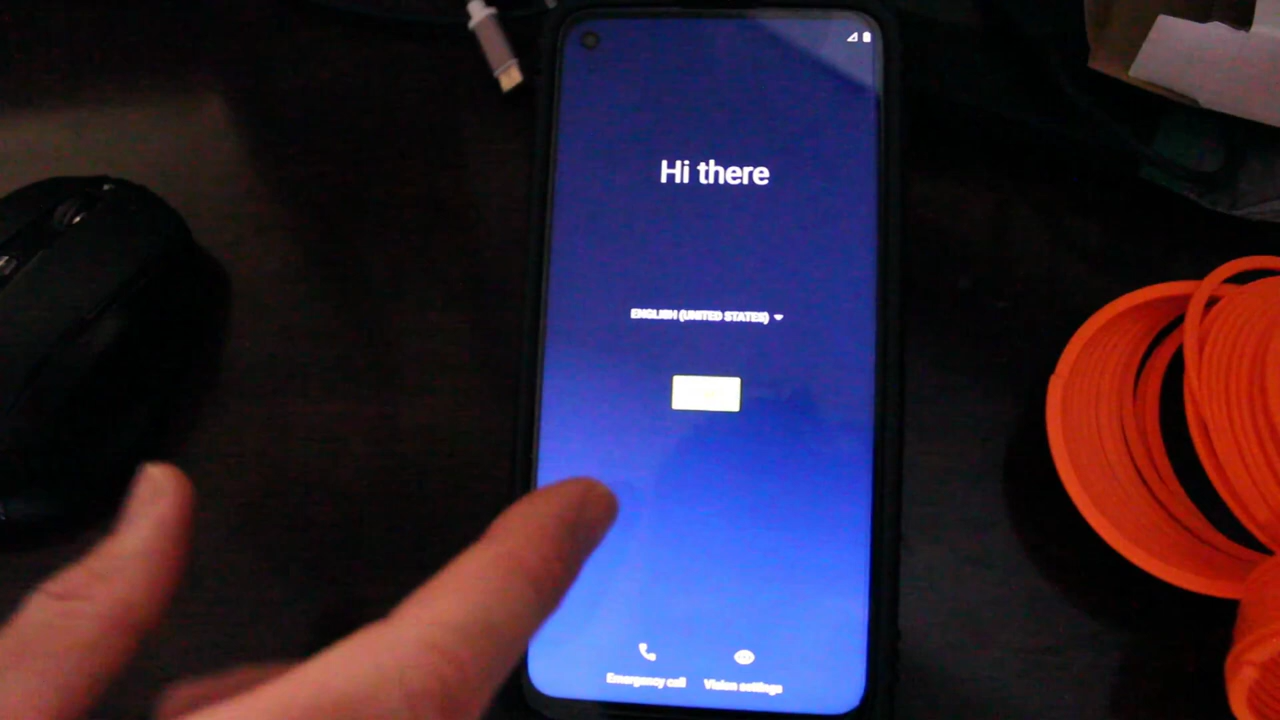 Hi there
ENGLISH (UNITED STATES)
Emergency call
Vision settings